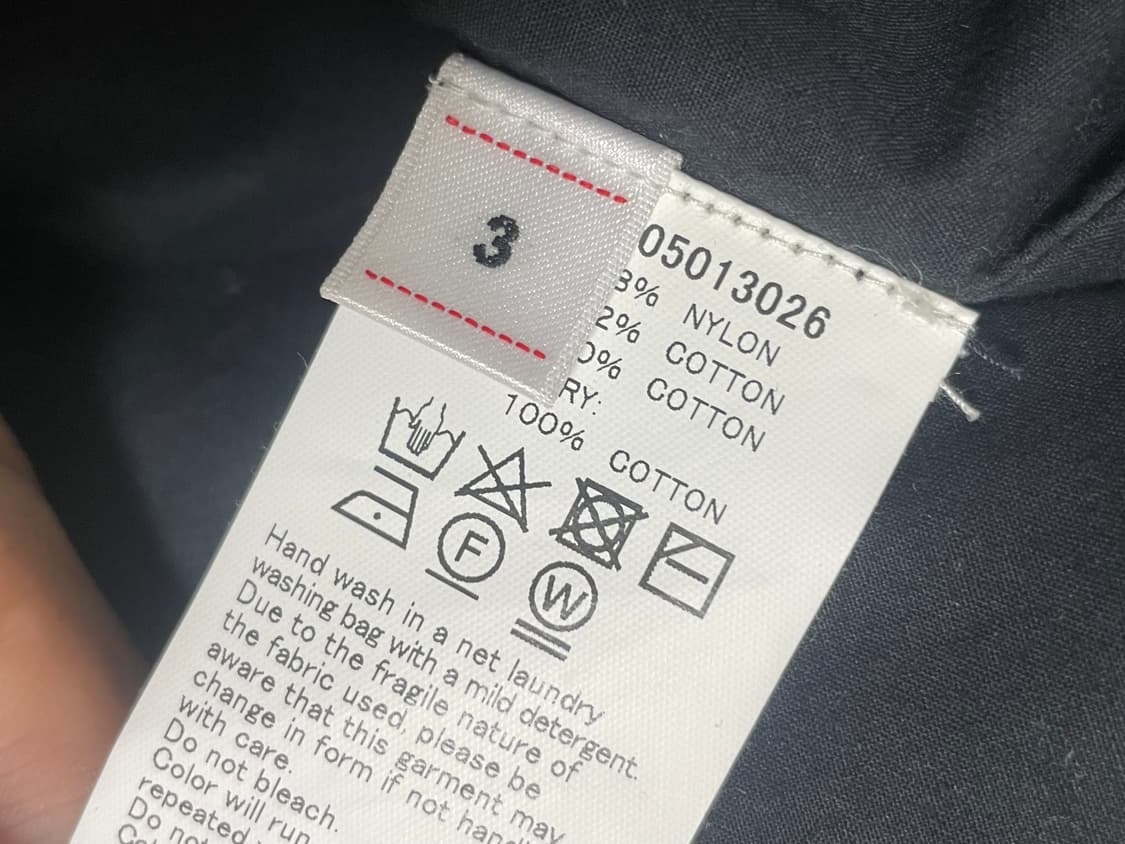 3
05013026
3% NYLON
2% COTTON
0% COTTON
RY:
100% COTTON
F
W
Hand wash in a net laundry
washing bag with a mild detergent.
Due to the fragile nature of
the fabric used, please be
aware that this garment may
change in form if not
with care.
Do not bleach.
Color will run
repeated
Do not